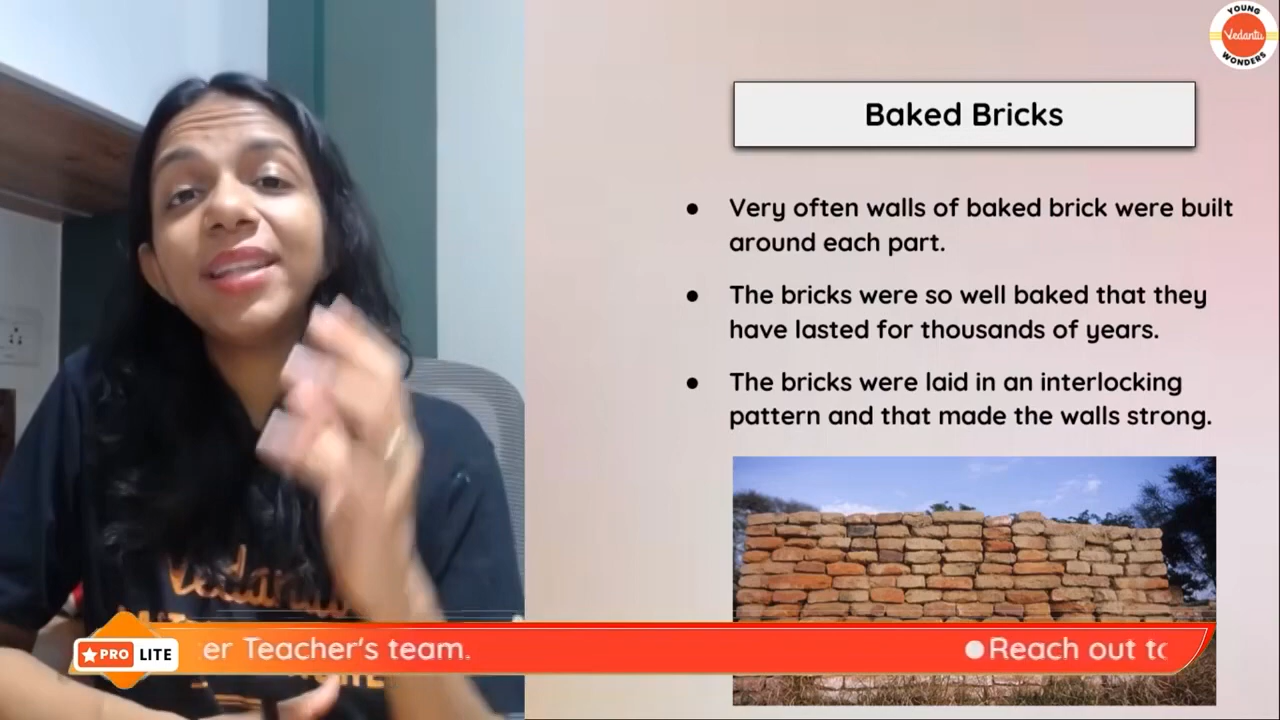 YOUNG
Vedantu
WONDERS
Baked Bricks
● Very often walls of baked brick were built
around each part.
● The bricks were so well baked that they
have lasted for thousands of years.
● The bricks were laid in an interlocking
pattern and that made the walls strong.
Vedantu
PRO LITE
er Teacher's team.
●Reach out to